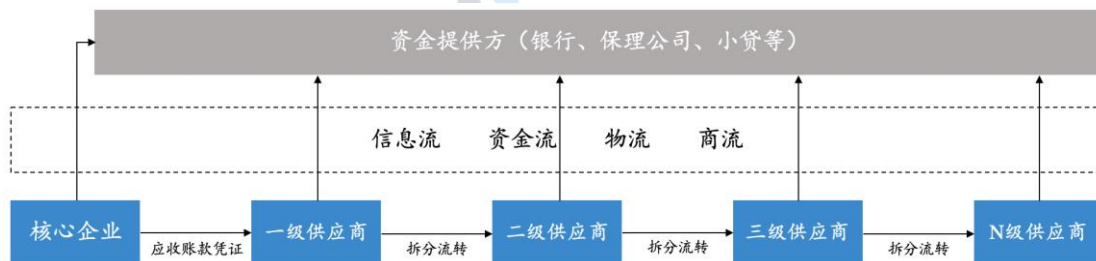 资金提供方（银行、保理公司、小贷等）
信息流 资金流 物流 商流
核心企业
应收账款凭证
一级供应商
拆分流转
二级供应商
拆分流转
三级供应商
拆分流转
N级供应商